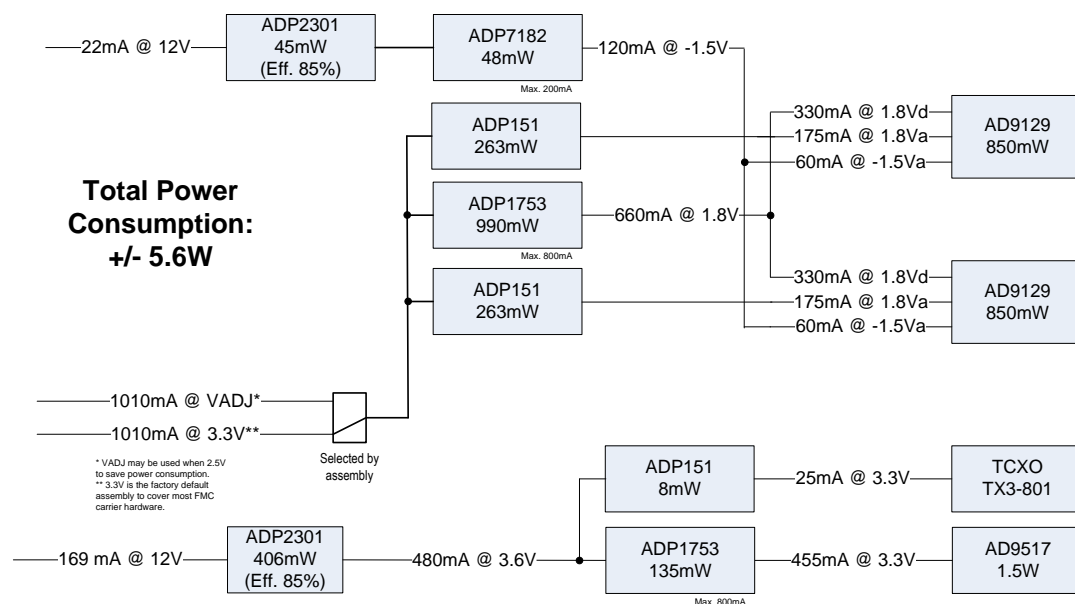 22mA @ 12V
ADP2301
45mW
(Eff. 85%)
ADP7182
48mW
Max. 200mA
120mA @ -1.5V
ADP151
263mW
ADP1753
990mW
Max. 800mA
660mA @ 1.8V
ADP151
263mW
330mA @ 1.8Vd
175mA @ 1.8Va
60mA @ -1.5Va
AD9129
850mW
330mA @ 1.8Vd
175mA @ 1.8Va
60mA @ -1.5Va
AD9129
850mW
Total Power
Consumption:
+/- 5.6W
1010mA @ VADJ*
1010mA @ 3.3V**
Selected by
assembly
* VADJ may be used when 2.5V
to save power consumption.
** 3.3V is the factory default
assembly to cover most FMC
carrier hardware.
169 mA @ 12V
ADP2301
406mW
(Eff. 85%)
480mA @ 3.6V
ADP151
8mW
25mA @ 3.3V
TCXO
TX3-801
ADP1753
135mW
Max. 800mA
455mA @ 3.3V
AD9517
1.5W